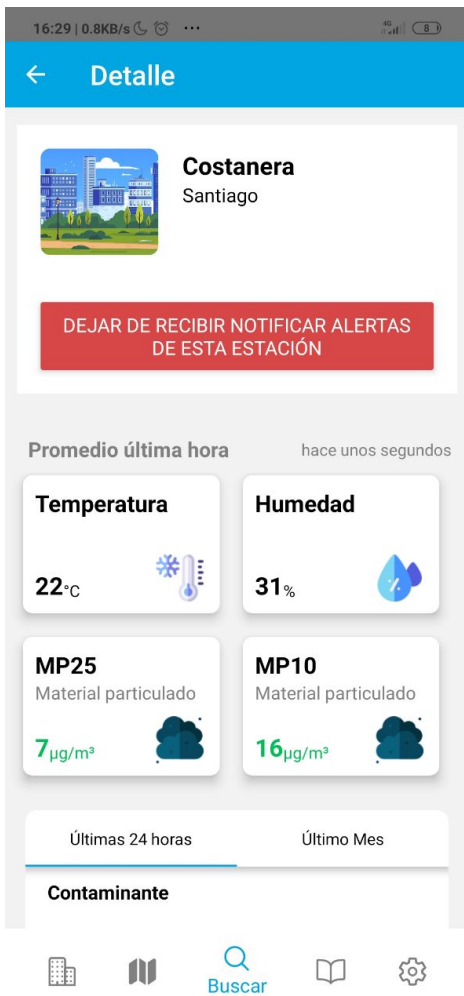 16:29 | 0.8KB/s ... 4G 8
Detalle
Costanera
Santiago
DEJAR DE RECIBIR NOTIFICAR ALERTAS
DE ESTA ESTACIÓN
Promedio última hora hace unos segundos
Temperatura Humedad
22°C 31%
MP25 MP10
Material particulado Material particulado
7µg/m³ 16µg/m³
Últimas 24 horas Último Mes
Contaminante
Buscar